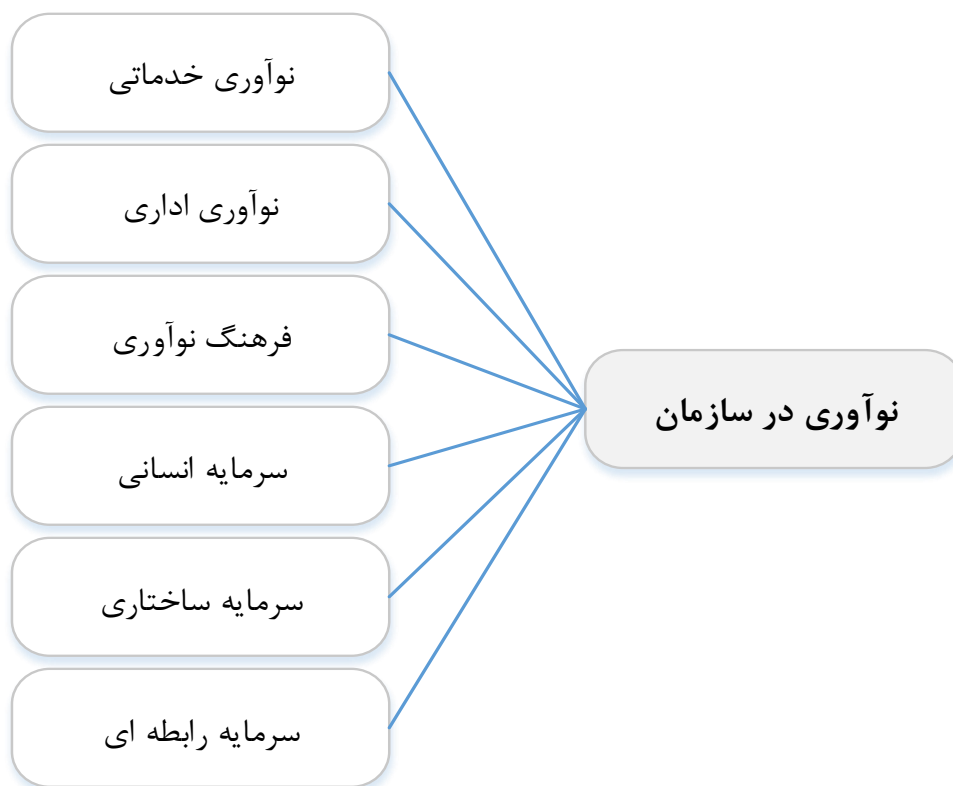 نوآوری خدماتی
نوآوری اداری
فرهنگ نوآوری
نوآوری در سازمان
سرمایه انسانی
سرمایه ساختاری
سرمایه رابطه ای